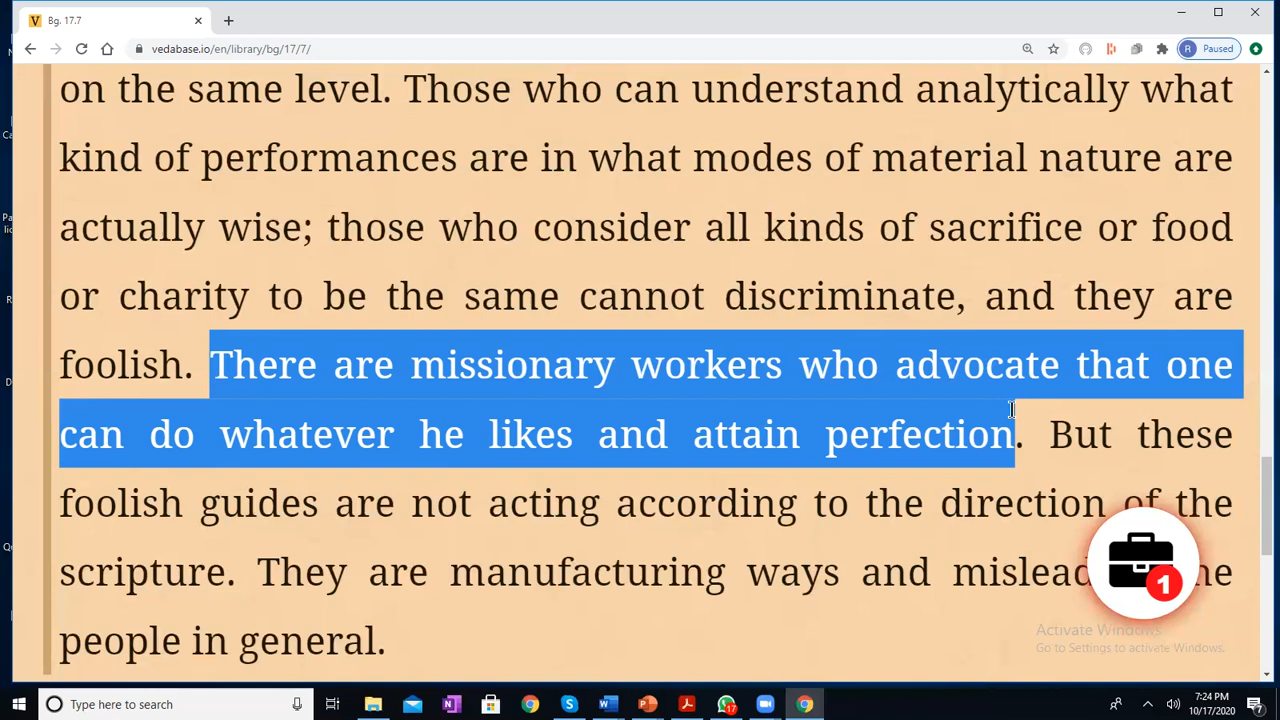 Bg. 17.7
vedabase.io/en/library/bg/17/7/
R Paused
on the same level. Those who can understand analytically what
kind of performances are in what modes of material nature are
actually wise; those who consider all kinds of sacrifice or food
or charity to be the same cannot discriminate, and they are
foolish. There are missionary workers who advocate that one
can do whatever he likes and attain perfection. But these
foolish guides are not acting according to the direction of the
scripture. They are manufacturing ways and
people in general.
1
Activate Windows
Go to Settings to activate Windows.
Type here to search
17
7:24 PM
10/17/2020
7